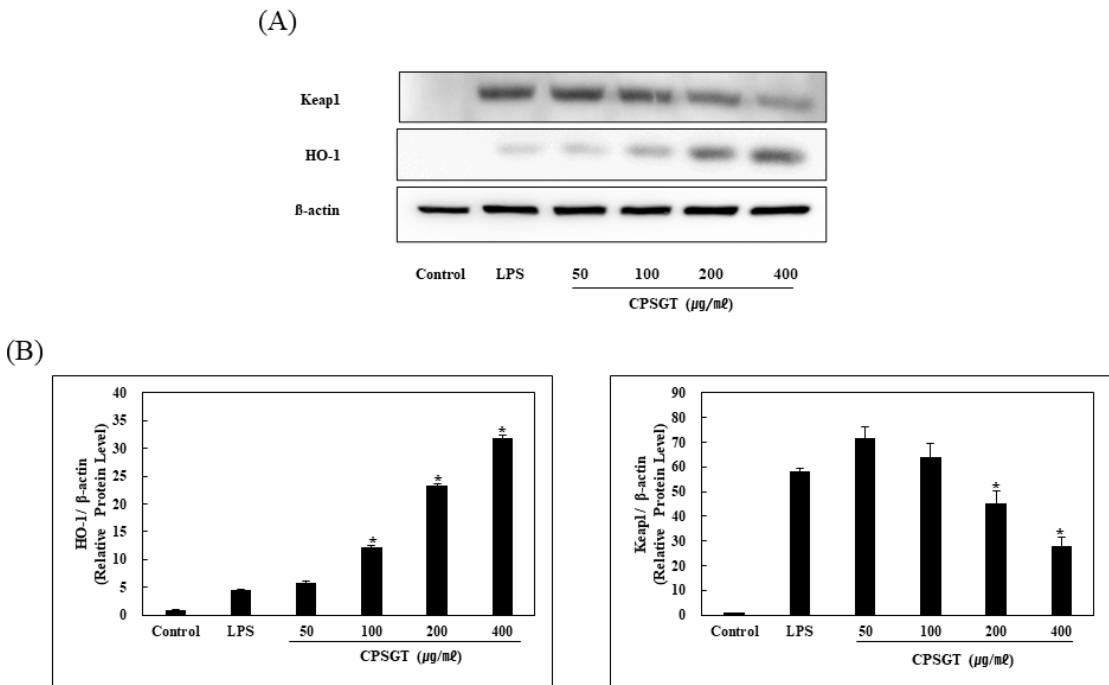 (A)
Keap1
HO-1
ß-actin
Control LPS 50 100 200 400
CPSGT (μg/㎖)
(B)
HO-1/ β-actin
(Relative Protein Level)
40
35
30
25
20
15
10
5
0
* * *
Control LPS 50 100 200 400
CPSGT (μg/㎖)
Keap1/ β-actin
(Relative Protein Level)
90
80
70
60
50
40
30
20
10
0
* *
Control LPS 50 100 200 400
CPSGT (μg/㎖)